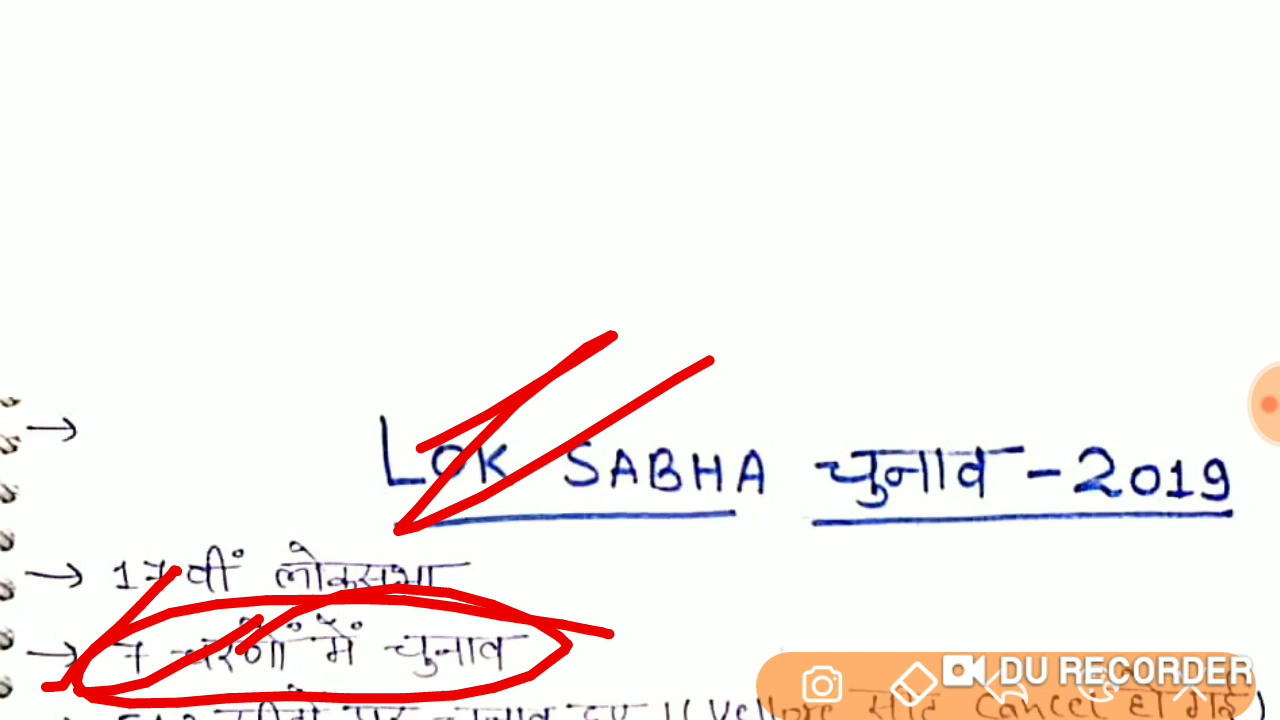 →
LOK SABHA चुनाव - 2019
→ 17वीं लोकसभा
→ 7 चरणों में चुनाव
DU RECORDER